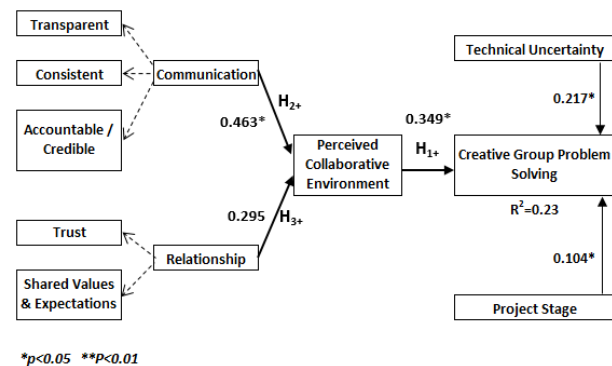 Transparent
Consistent
Accountable /
Credible
Communication
H2+
0.463*
Trust
Shared Values
& Expectations
Relationship
0.295
H3+
Perceived
Collaborative
Environment
0.349*
H1+
Technical Uncertainty
0.217*
Creative Group Problem
Solving
R²=0.23
0.104*
Project Stage
*p<0.05 **P<0.01